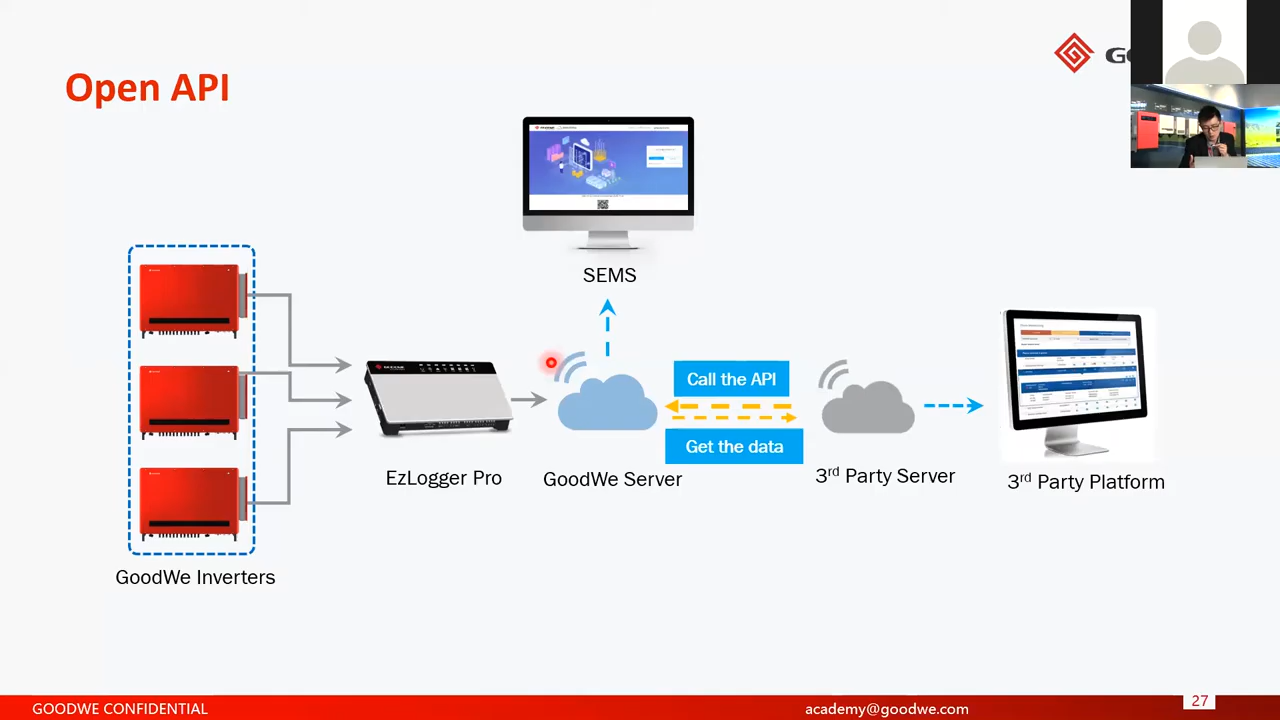 Open API
SEMS
Call the API
Get the data
EzLogger Pro
GoodWe Server
3rd Party Server
3rd Party Platform
GoodWe Inverters
GOODWE CONFIDENTIAL
academy@goodwe.com
27